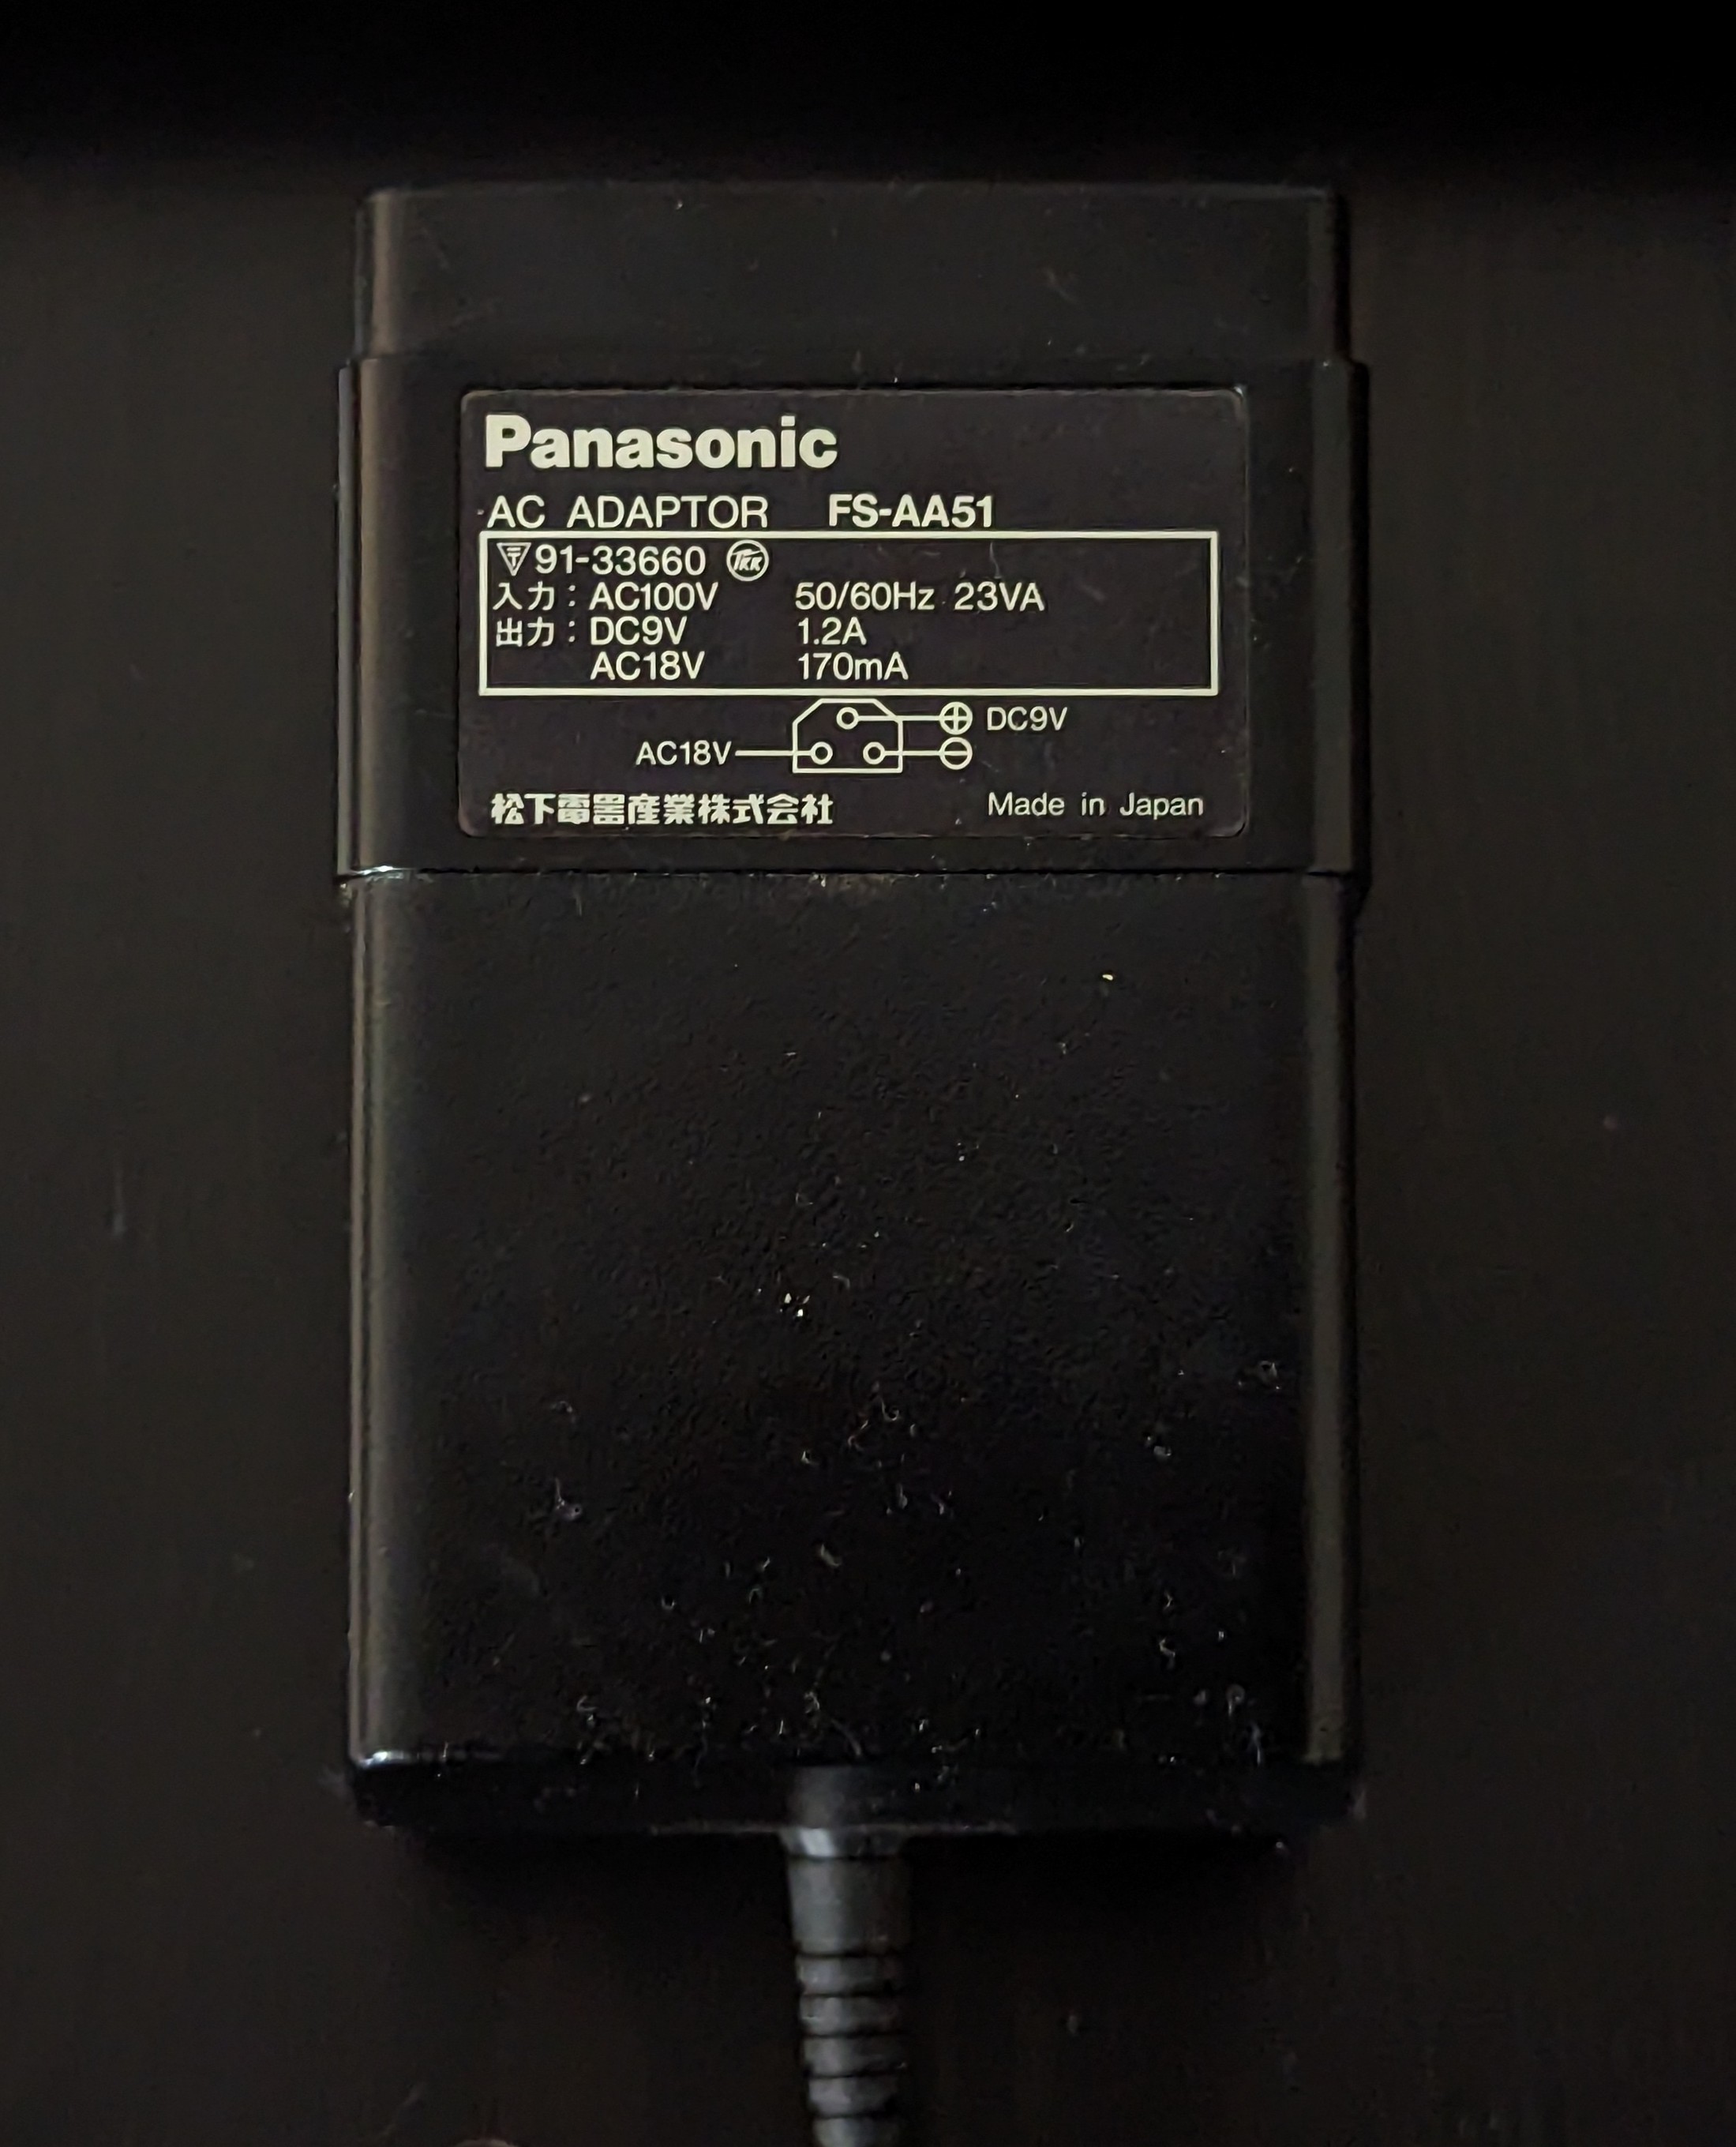 Panasonic
AC ADAPTOR FS-AA51
91-33660
入力：AC100V 50/60Hz 23VA
出力：DC9V 1.2A
AC18V 170mA
DC9V
AC18V
松下電器産業株式会社 Made in Japan